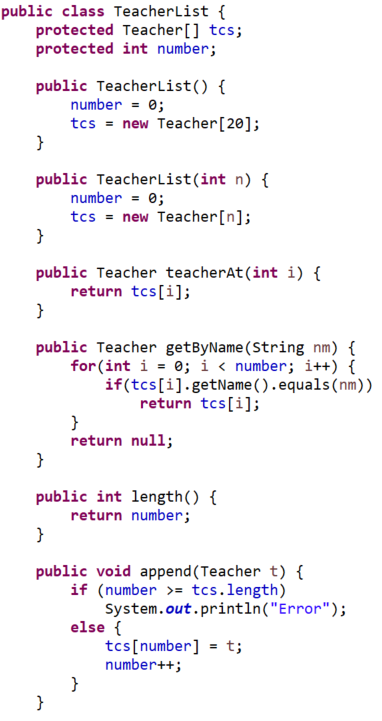 public class TeacherList {
    protected Teacher[] tcs;
    protected int number;

    public TeacherList() {
        number = 0;
        tcs = new Teacher[20];
    }

    public TeacherList(int n) {
        number = 0;
        tcs = new Teacher[n];
    }

    public Teacher teacherAt(int i) {
        return tcs[i];
    }

    public Teacher getByName(String nm) {
        for(int i = 0; i < number; i++) {
            if(tcs[i].getName().equals(nm))
                return tcs[i];
        }
        return null;
    }

    public int length() {
        return number;
    }

    public void append(Teacher t) {
        if (number >= tcs.length)
            System.out.println("Error");
        else {
            tcs[number] = t;
            number++;
        }
    }